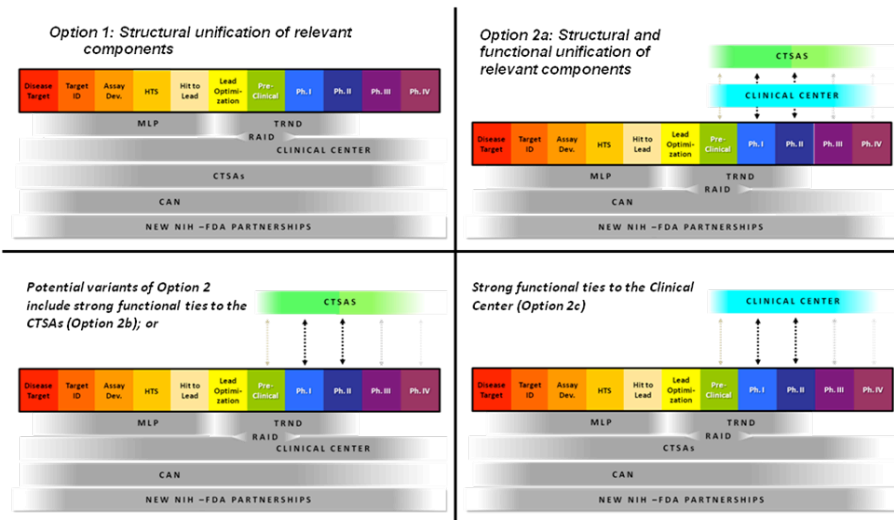 Option 1: Structural unification of relevant
components
Disease Target
Target ID
Assay Dev.
HTS
Hit to Lead
Lead Optimi-zation
Pre-Clinical
Ph. I
Ph. II
Ph. III
Ph. IV
MLP
TRND
RAID
CLINICAL CENTER
CTSAs
CAN
NEW NIH –FDA PARTNERSHIPS
Option 2a: Structural and
functional unification of
relevant components
CTSAS
CLINICAL CENTER
Disease Target
Target ID
Assay Dev.
HTS
Hit to Lead
Lead Optimi-zation
Pre-Clinical
Ph. I
Ph. II
Ph. III
Ph. IV
MLP
TRND
RAID
CAN
NEW NIH –FDA PARTNERSHIPS
Potential variants of Option 2
include strong functional ties to the
CTSAs (Option 2b); or
CTSAS
Disease Target
Target ID
Assay Dev.
HTS
Hit to Lead
Lead Optimi-zation
Pre-Clinical
Ph. I
Ph. II
Ph. III
Ph. IV
MLP
TRND
RAID
CLINICAL CENTER
CAN
NEW NIH –FDA PARTNERSHIPS
Strong functional ties to the Clinical
Center (Option 2c)
CLINICAL CENTER
Disease Target
Target ID
Assay Dev.
HTS
Hit to Lead
Lead Optimi-zation
Pre-Clinical
Ph. I
Ph. II
Ph. III
Ph. IV
MLP
TRND
RAID
CTSAs
CAN
NEW NIH –FDA PARTNERSHIPS